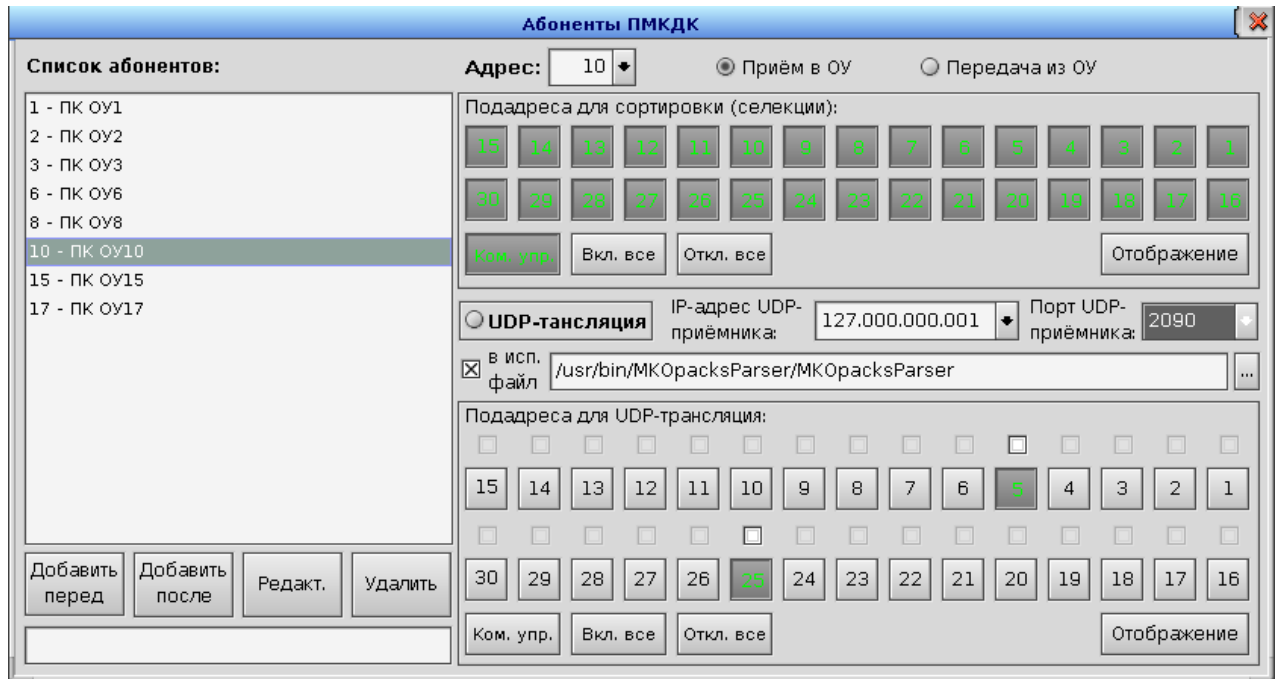 Абоненты ПМКДК
Список абонентов:
1 - ПК ОУ1
2 - ПК ОУ2
3 - ПК ОУ3
6 - ПК ОУ6
8 - ПК ОУ8
10 - ПК ОУ10
15 - ПК ОУ15
17 - ПК ОУ17
Добавить перед
Добавить после
Редакт.
Удалить
Адрес: 10
Приём в ОУ
Передача из ОУ
Подадреса для сортировки (селекции):
15 14 13 12 11 10 9 8 7 6 5 4 3 2 1
30 29 28 27 26 25 24 23 22 21 20 19 18 17 16
Ком. упр. Вкл. все Откл. все Отображение
UDP-тансляция
IP-адрес UDP-
приёмника:
127.000.000.001
Порт UDP-
приёмника:
2090
в исп.
файл
/usr/bin/MKOpacksParser/MKOpacksParser
...
Подадреса для UDP-трансляция:
15 14 13 12 11 10 9 8 7 6 5 4 3 2 1
30 29 28 27 26 25 24 23 22 21 20 19 18 17 16
Ком. упр. Вкл. все Откл. все Отображение